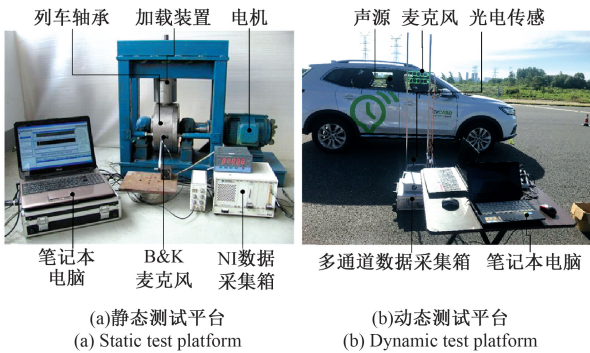 列车轴承 加载装置 电机
声源 麦克风 光电传感
笔记本
电脑
B&K
麦克风
NI数据
采集箱
多通道数据采集箱 笔记本电脑
(a)静态测试平台
(a) Static test platform
(b)动态测试平台
(b) Dynamic test platform